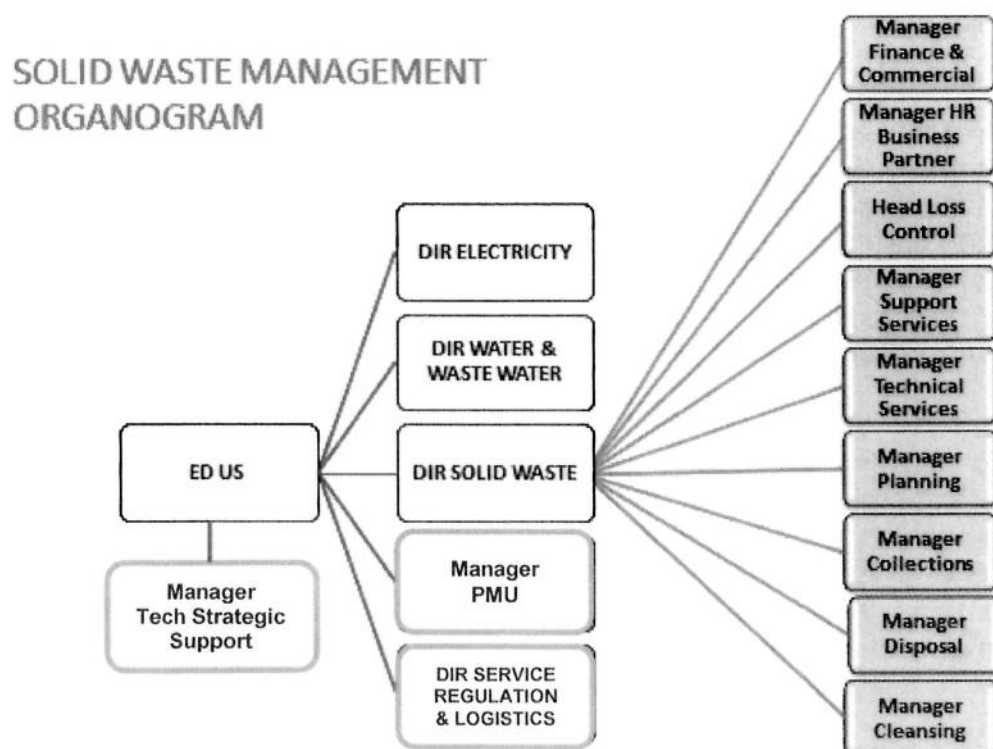 SOLID WASTE MANAGEMENT
ORGANOGRAM
ED US
Manager
Tech Strategic
Support
DIR ELECTRICITY
DIR WATER &
WASTE WATER
DIR SOLID WASTE
Manager
PMU
DIR SERVICE
REGULATION
& LOGISTICS
Manager
Finance &
Commercial
Manager HR
Business
Partner
Head Loss
Control
Manager
Support
Services
Manager
Technical
Services
Manager
Planning
Manager
Collections
Manager
Disposal
Manager
Cleansing